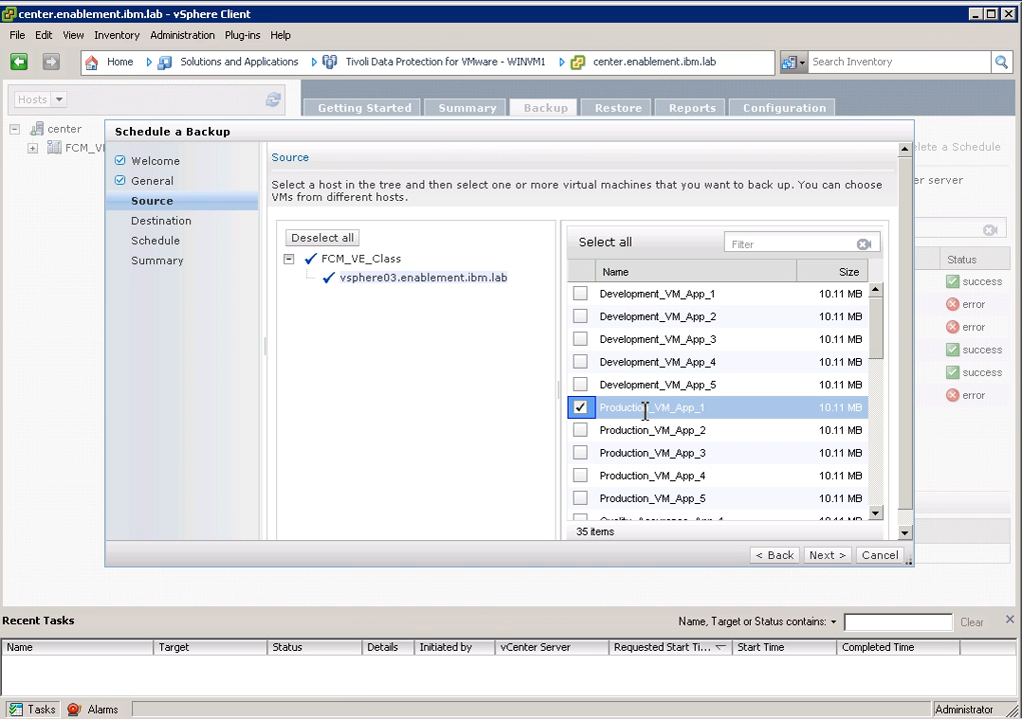 center.enablement.ibm.lab - vSphere Client
File Edit View Inventory Administration Plug-ins Help
Home Solutions and Applications Tivoli Data Protection for VMware - WINVM1 center.enablement.ibm.lab Search Inventory
Hosts
Getting Started Summary Backup Restore Reports Configuration
center
Schedule a Backup
Welcome
General
Source
Destination
Schedule
Summary
Source
Select a host in the tree and then select one or more virtual machines that you want to back up. You can choose
VMs from different hosts.
Deselect all
FCM_VE_Class
vsphere03.enablement.ibm.lab
Select all Filter
Name Size
Development_VM_App_1 10.11 MB
Development_VM_App_2 10.11 MB
Development_VM_App_3 10.11 MB
Development_VM_App_4 10.11 MB
Development_VM_App_5 10.11 MB
Production_VM_App_1 10.11 MB
Production_VM_App_2 10.11 MB
Production_VM_App_3 10.11 MB
Production_VM_App_4 10.11 MB
Production_VM_App_5 10.11 MB
35 items
< Back Next > Cancel
FCM_V
lete a Schedule
er server
Status
success
error
error
success
success
error
Recent Tasks Name, Target or Status contains: Clear
Name Target Status Details Initiated by vCenter Server Requested Start Ti... Start Time Completed Time
Tasks Alarms Administrator